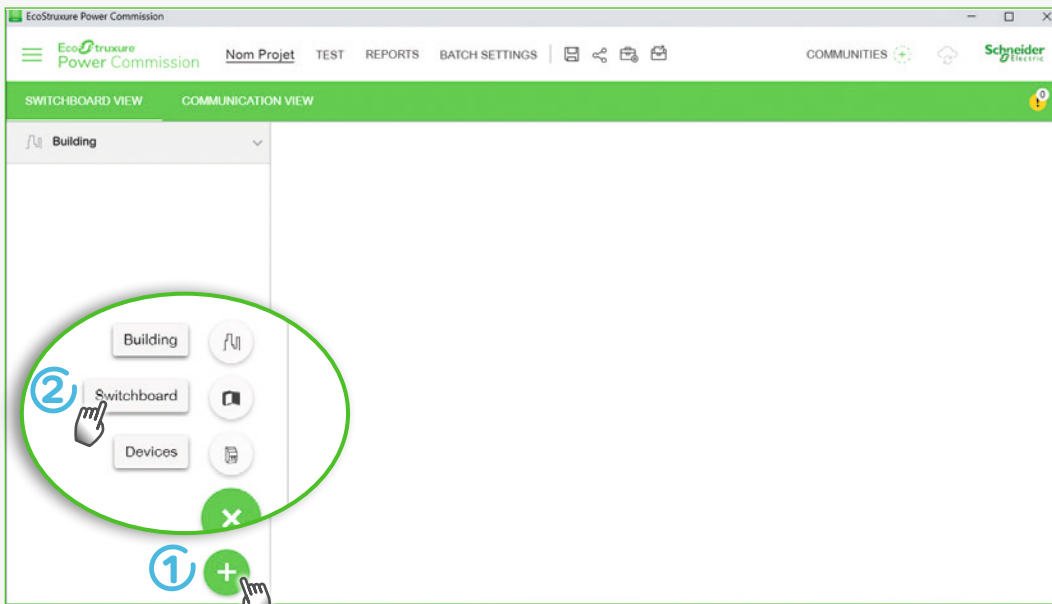 EcoStruxure Power Commission
EcoStruxure
Power Commission
Nom Projet TEST REPORTS BATCH SETTINGS COMMUNITIES
Schneider
Electric
SWITCHBOARD VIEW COMMUNICATION VIEW
0
Building
Building
2 Switchboard
Devices
1